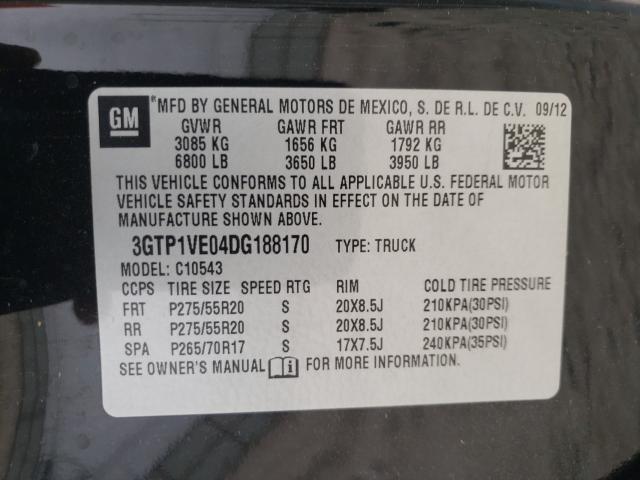 GM
*MFD BY GENERAL MOTORS DE MEXICO, S. DE R.L. DE C.V. 09/12
GVWR GAWR FRT GAWR RR
3085 KG 1656 KG 1792 KG
6800 LB 3650 LB 3950 LB
THIS VEHICLE CONFORMS TO ALL APPLICABLE U.S. FEDERAL MOTOR
VEHICLE SAFETY STANDARDS IN EFFECT ON THE DATE OF
MANUFACTURE SHOWN ABOVE.
3GTP1VE04DG188170 TYPE: TRUCK
MODEL: C10543
CCPS TIRE SIZE SPEED RTG RIM COLD TIRE PRESSURE
FRT P275/55R20 S 20X8.5J 210KPA(30PSI)
RR P275/55R20 S 20X8.5J 210KPA(30PSI)
SPA P265/70R17 S 17X7.5J 240KPA(35PSI)
SEE OWNER'S MANUAL i FOR MORE INFORMATION.